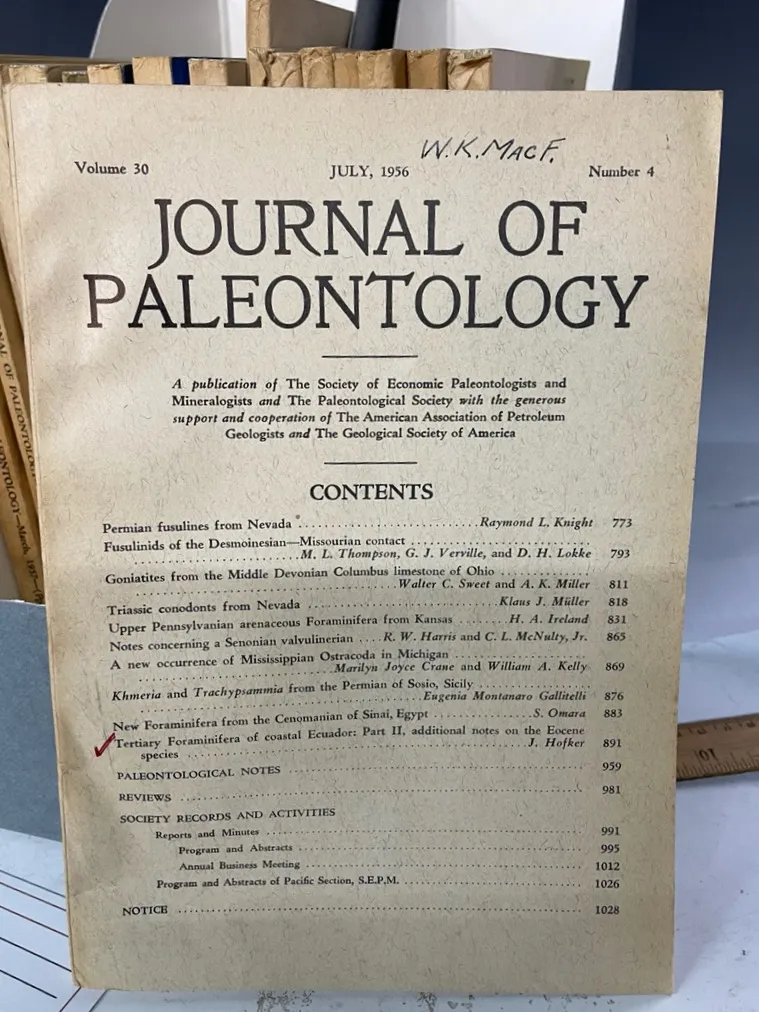 W.K.MACF.
Volume 30 JULY, 1956 Number 4
JOURNAL OF
PALEONTOLOGY
A publication of The Society of Economic Paleontologists and
Mineralogists and The Paleontological Society with the generous
support and cooperation of The American Association of Petroleum
Geologists and The Geological Society of America
CONTENTS
Permian fusulines from Nevada ........................... Raymond L. Knight 773
Fusulinids of the Desmoinesian—Missourian contact ..........................
........................ M. L. Thompson, G. J. Verville, and D. H. Lokke 793
Goniatites from the Middle Devonian Columbus limestone of Ohio .............
........................................ Walter C. Sweet and A. K. Miller 811
Triassic conodonts from Nevada ........................... Klaus J. Müller 818
Upper Pennsylvanian arenaceous Foraminifera from Kansas ........ H. A. Ireland 831
Notes concerning a Senonian valvulinerian .... R. W. Harris and C. L. McNulty, Jr. 865
A new occurrence of Mississippian Ostracoda in Michigan ...................
............................. Marilyn Joyce Crane and William A. Kelly 869
Khmeria and Trachypsammia from the Permian of Sosio, Sicily ................
........................................ Eugenia Montanaro Gallitelli 876
New Foraminifera from the Cenomanian of Sinai, Egypt ............... S. Omara 883
Tertiary Foraminifera of coastal Ecuador: Part II, additional notes on the Eocene
species ................................................ J. Hofker 891
PALEONTOLOGICAL NOTES ............................................ 959
REVIEWS .......................................................... 981
SOCIETY RECORDS AND ACTIVITIES
Reports and Minutes .............................................. 991
Program and Abstracts ............................................ 995
Annual Business Meeting .......................................... 1012
Program and Abstracts of Pacific Section, S.E.P.M. ............... 1026
NOTICE ........................................................... 1028
10